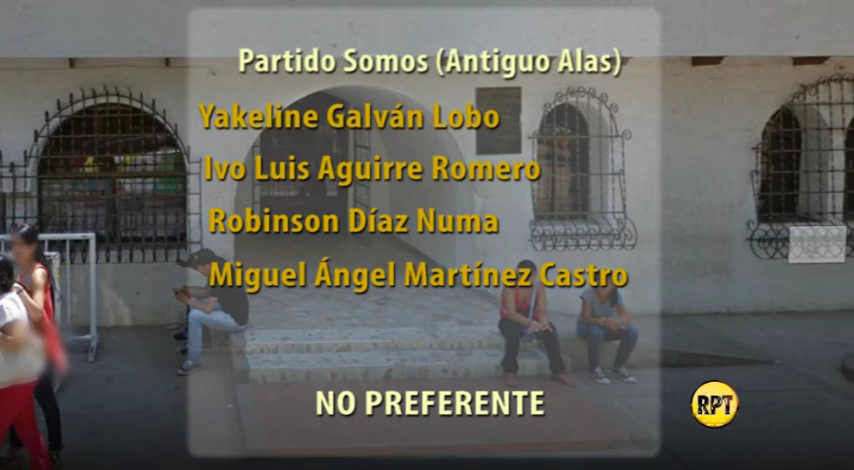 Partido Somos (Antiguo Alas)
Yakeline Galván Lobo
Ivo Luis Aguirre Romero
Robinson Díaz Numa
Miguel Ángel Martínez Castro
NO PREFERENTE
RPT